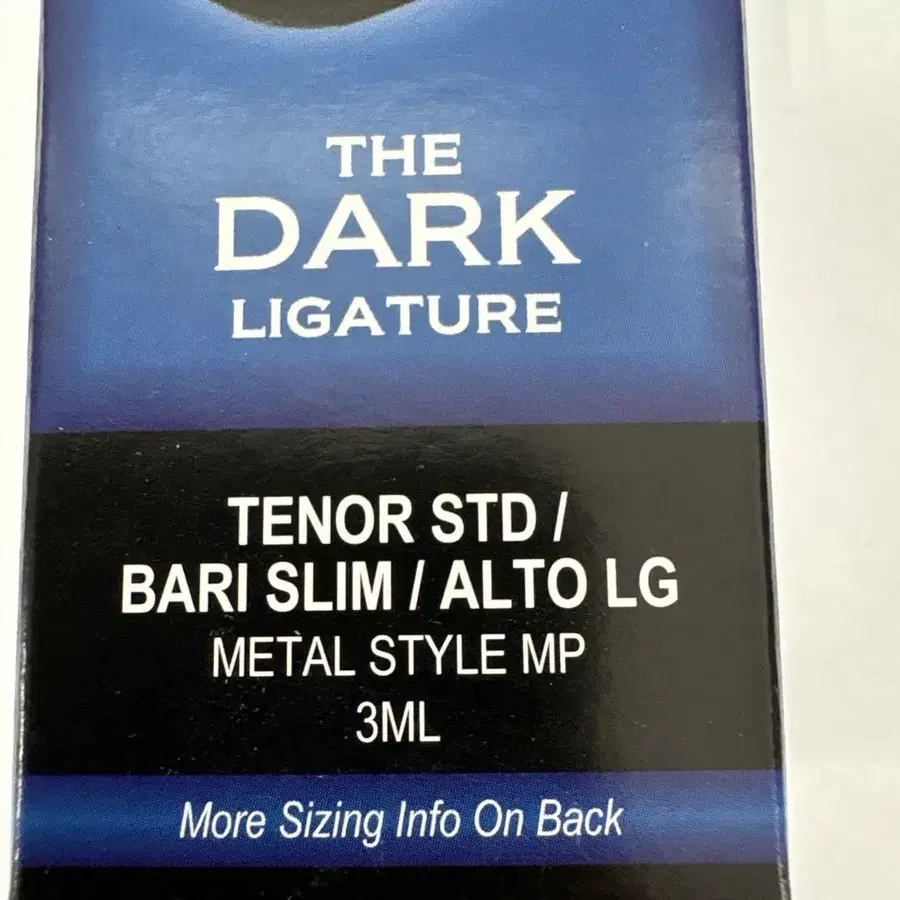 THE
DARK
LIGATURE
TENOR STD /
BARI SLIM / ALTO LG
METAL STYLE MP
3ML
More Sizing Info On Back